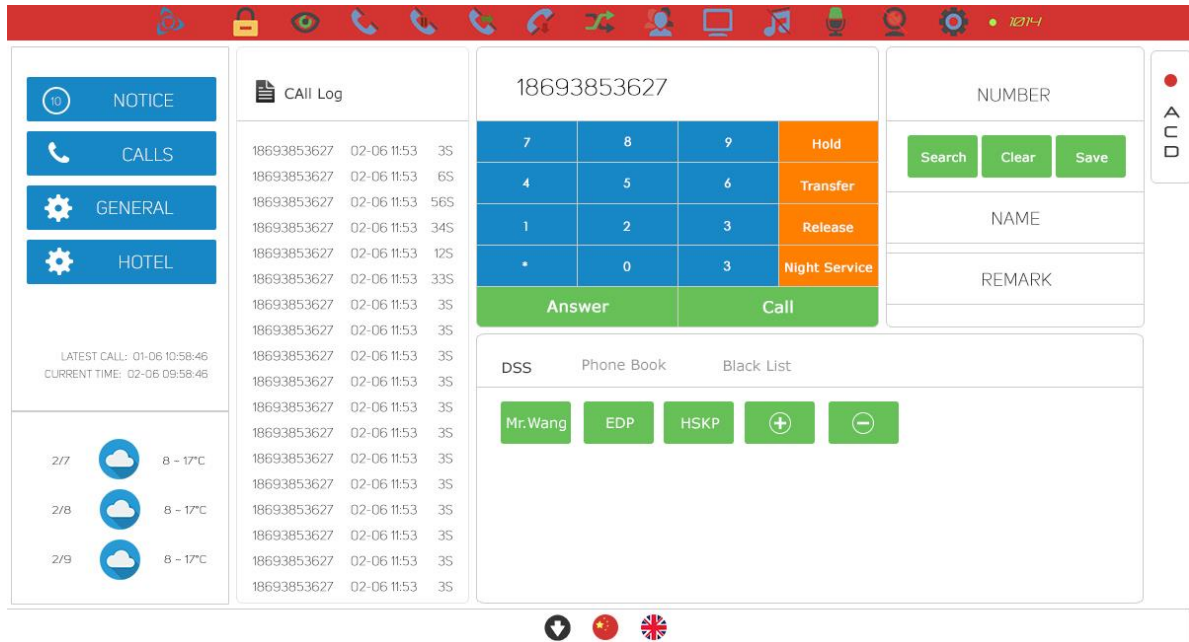 1014
10 NOTICE
CALLS
GENERAL
HOTEL
LATEST CALL: 01-06 10:58:46
CURRENT TIME: 02-06 09:58:46
2/7 8 ~ 17°C
2/8 8 ~ 17°C
2/9 8 ~ 17°C
CAll Log
18693853627 02-06 11:53 3S
18693853627 02-06 11:53 6S
18693853627 02-06 11:53 56S
18693853627 02-06 11:53 34S
18693853627 02-06 11:53 12S
18693853627 02-06 11:53 33S
18693853627 02-06 11:53 3S
18693853627 02-06 11:53 3S
18693853627 02-06 11:53 3S
18693853627 02-06 11:53 3S
18693853627 02-06 11:53 3S
18693853627 02-06 11:53 3S
18693853627 02-06 11:53 3S
18693853627 02-06 11:53 3S
18693853627 02-06 11:53 3S
18693853627 02-06 11:53 3S
18693853627 02-06 11:53 3S
18693853627 02-06 11:53 3S
18693853627
7 8 9 Hold
4 5 6 Transfer
1 2 3 Release
* 0 3 Night Service
Answer Call
NUMBER
Search Clear Save
NAME
REMARK
DSS Phone Book Black List
Mr.Wang EDP HSKP
A
C
D